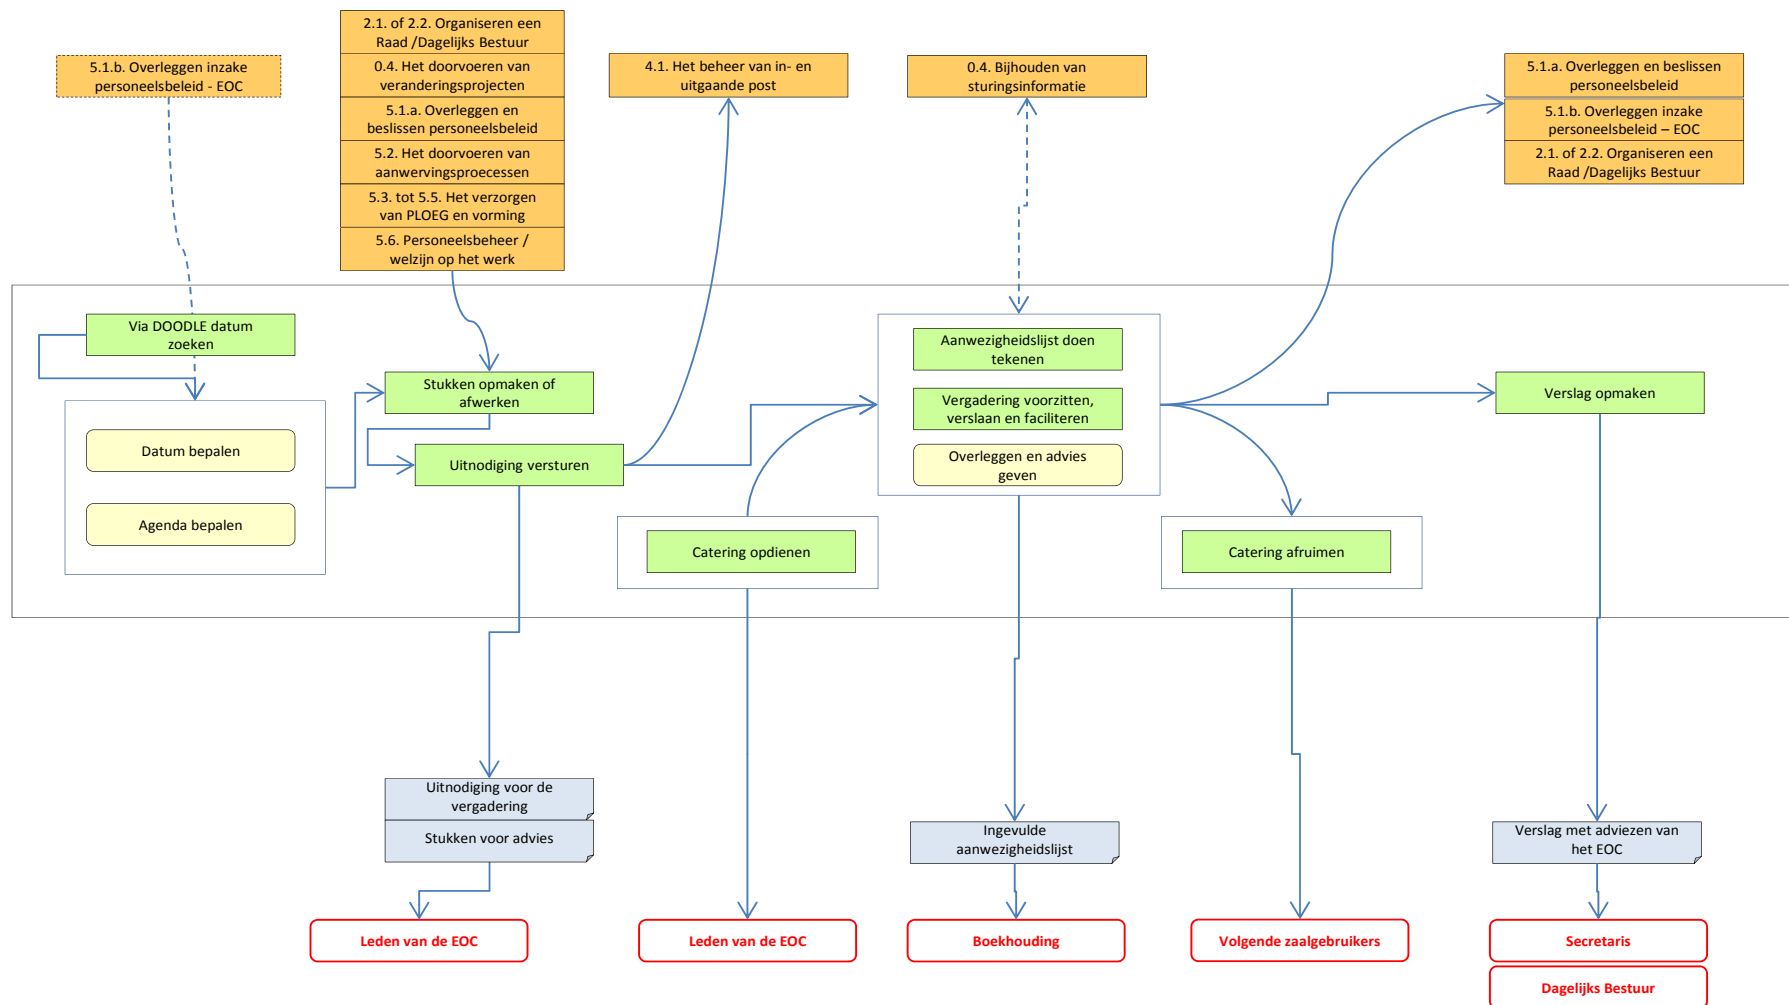 5.1.b. Overleggen inzake
personeelsbeleid - EOC
2.1. of 2.2. Organiseren een
Raad /Dagelijks Bestuur
0.4. Het doorvoeren van
veranderingsprojecten
5.1.a. Overleggen en
beslissen personeelsbeleid
5.2. Het doorvoeren van
aanwervingsproecessen
5.3. tot 5.5. Het verzorgen
van PLOEG en vorming
5.6. Personeelsbeheer /
welzijn op het werk
4.1. Het beheer van in- en
uitgaande post
0.4. Bijhouden van
sturingsinformatie
5.1.a. Overleggen en beslissen
personeelsbeleid
5.1.b. Overleggen inzake
personeelsbeleid – EOC
2.1. of 2.2. Organiseren een
Raad /Dagelijks Bestuur
Via DOODLE datum
zoeken
Datum bepalen
Agenda bepalen
Stukken opmaken of
afwerken
Uitnodiging versturen
Catering opdienen
Aanwezigheidslijst doen
tekenen
Vergadering voorzitten,
verslaan en faciliteren
Overleggen en advies
geven
Catering afruimen
Verslag opmaken
Uitnodiging voor de
vergadering
Stukken voor advies
Ingevulde
aanwezigheidslijst
Verslag met adviezen van
het EOC
Leden van de EOC
Leden van de EOC
Boekhouding
Volgende zaalgebruikers
Secretaris
Dagelijks Bestuur